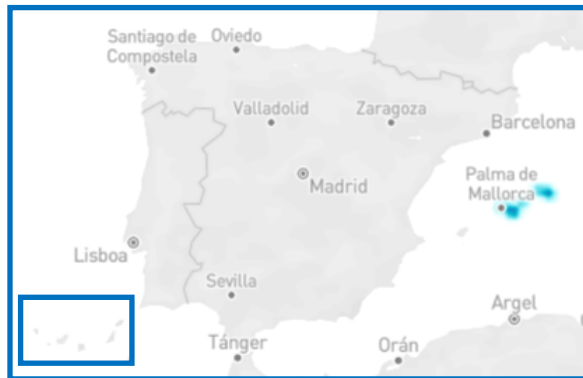 Santiago de
Compostela
Oviedo
Valladolid
Zaragoza
Barcelona
Madrid
Palma de
Mallorca
Lisboa
Sevilla
Argel
Tánger
Orán